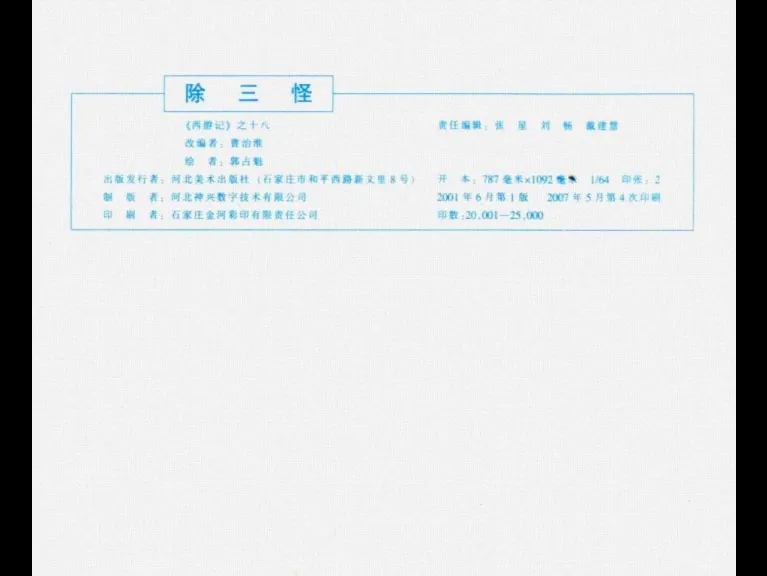 除 三 怪
《西游记》之十八
改编者：曹治淮
绘 者：郭占魁
出版发行者：河北美术出版社（石家庄市和平西路新文里8号）
制 版 者：河北神兴数字技术有限公司
印 刷 者：石家庄金河彩印有限责任公司
责任编辑：张 星 刘 畅 戴建慧
开 本：787毫米×1092毫米 1/64 印张：2
2001年6月第1版 2007年5月第4次印刷
印数：20,001—25,000